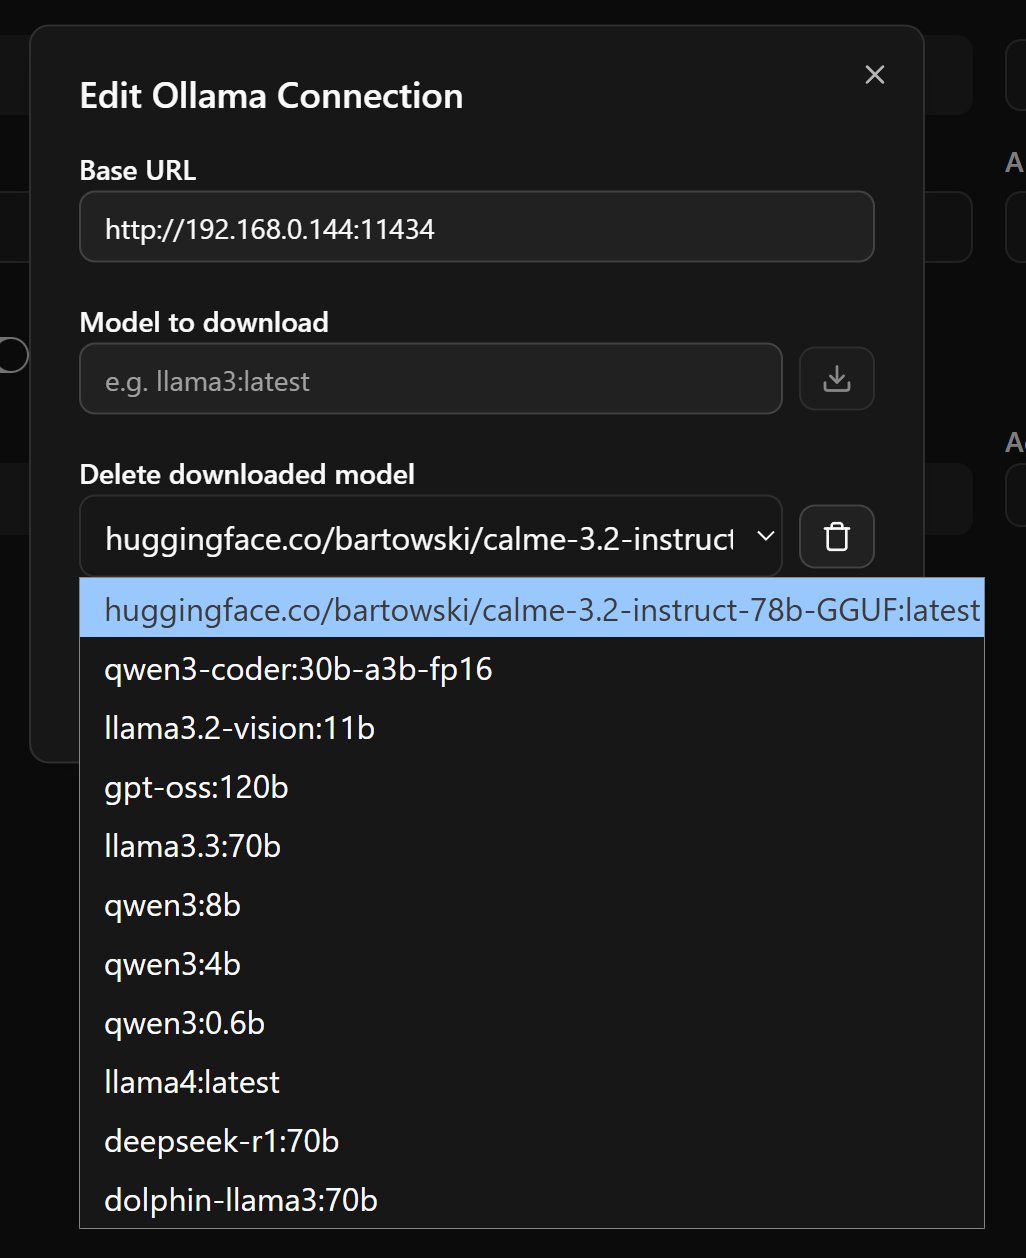 Edit Ollama Connection
Base URL
http://192.168.0.144:11434
Model to download
e.g. llama3:latest
Delete downloaded model
huggingface.co/bartowski/calme-3.2-instruct
huggingface.co/bartowski/calme-3.2-instruct-78b-GGUF:latest
qwen3-coder:30b-a3b-fp16
llama3.2-vision:11b
gpt-oss:120b
llama3.3:70b
qwen3:8b
qwen3:4b
qwen3:0.6b
llama4:latest
deepseek-r1:70b
dolphin-llama3:70b